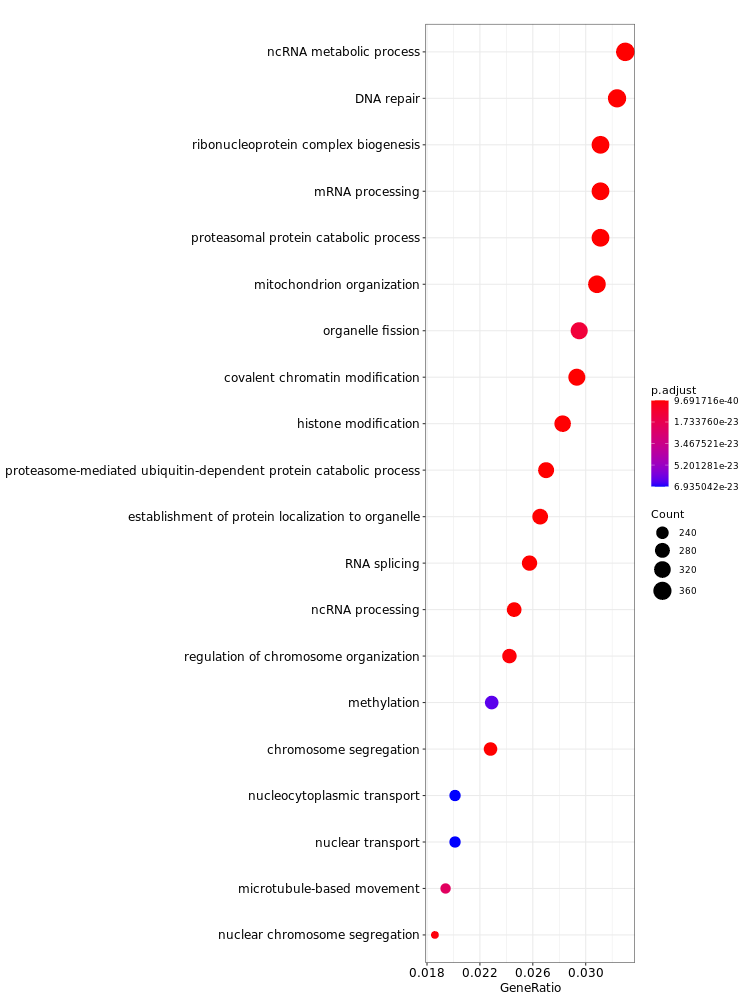 ncRNA metabolic process
DNA repair
ribonucleoprotein complex biogenesis
mRNA processing
proteasomal protein catabolic process
mitochondrion organization
organelle fission
covalent chromatin modification
histone modification
proteasome-mediated ubiquitin-dependent protein catabolic process
establishment of protein localization to organelle
RNA splicing
ncRNA processing
regulation of chromosome organization
methylation
chromosome segregation
nucleocytoplasmic transport
nuclear transport
microtubule-based movement
nuclear chromosome segregation
0.018 0.022 0.026 0.030
GeneRatio
p.adjust
9.691716e-40
1.733760e-23
3.467521e-23
5.201281e-23
6.935042e-23
Count
240
280
320
360